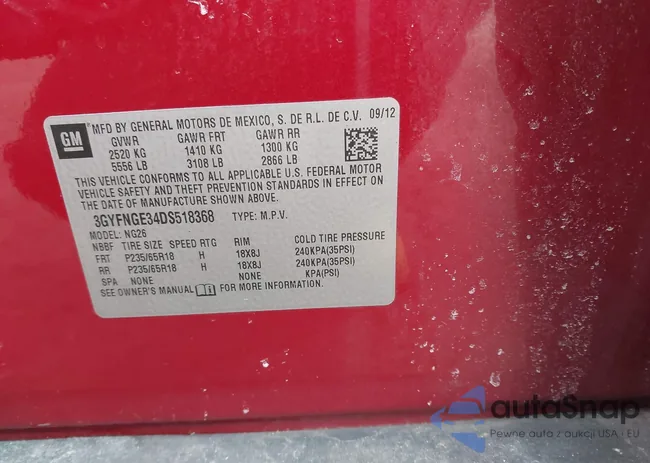 GM
MFD BY GENERAL MOTORS DE MEXICO, S. DE R.L. DE C.V. 09/12
GVWR GAWR FRT GAWR RR
2520 KG 1410 KG 1300 KG
5556 LB 3108 LB 2866 LB
THIS VEHICLE CONFORMS TO ALL APPLICABLE U.S. FEDERAL MOTOR
VEHICLE SAFETY AND THEFT PREVENTION STANDARDS IN EFFECT ON
THE DATE OF MANUFACTURE SHOWN ABOVE.
3GYFNGE34DS518368 TYPE: M.P.V.
MODEL: NG26
NBBF TIRE SIZE SPEED RTG RIM COLD TIRE PRESSURE
FRT P235/65R18 H 18X8J 240KPA(35PSI)
RR P235/65R18 H 18X8J 240KPA(35PSI)
SPA NONE NONE KPA(PSI)
SEE OWNER'S MANUAL FOR MORE INFORMATION.
autoSnap
Pewne auto z aukcji USA i EU